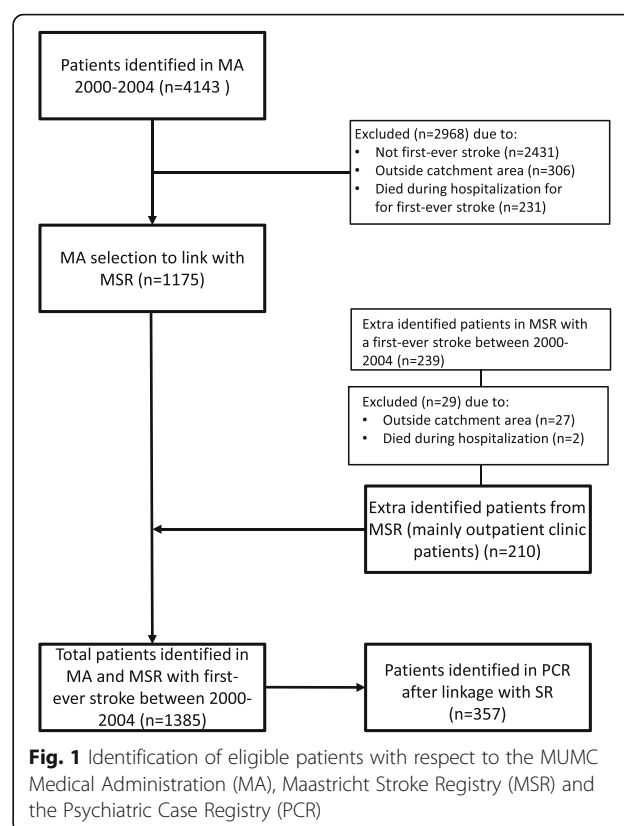 Patients identified in MA
2000-2004 (n=4143 )
Excluded (n=2968) due to:
• Not first-ever stroke (n=2431)
• Outside catchment area (n=306)
• Died during hospitalization for
for first-ever stroke (n=231)
MA selection to link with
MSR (n=1175)
Extra identified patients in MSR with
a first-ever stroke between 2000-
2004 (n=239)
Excluded (n=29) due to:
• Outside catchment area (n=27)
• Died during hospitalization (n=2)
Extra identified patients from
MSR (mainly outpatient clinic
patients) (n=210)
Total patients identified in
MA and MSR with first-
ever stroke between 2000-
2004 (n=1385)
Patients identified in PCR
after linkage with SR
(n=357)
Fig. 1 Identification of eligible patients with respect to the MUMC
Medical Administration (MA), Maastricht Stroke Registry (MSR) and
the Psychiatric Case Registry (PCR)